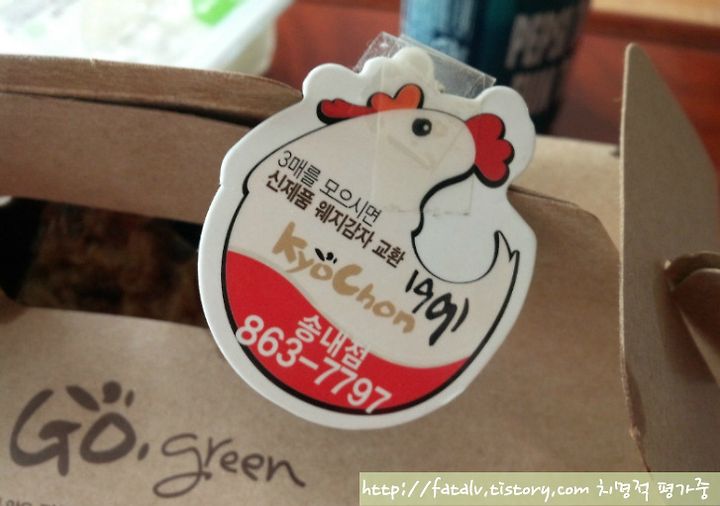 PEPSI
3매를 모으시면
신제품 웨지감자 교환
KyoChon 1991
송내점
863-7797
GO, green
http://fatalv.tistory.com 치명적 평가중